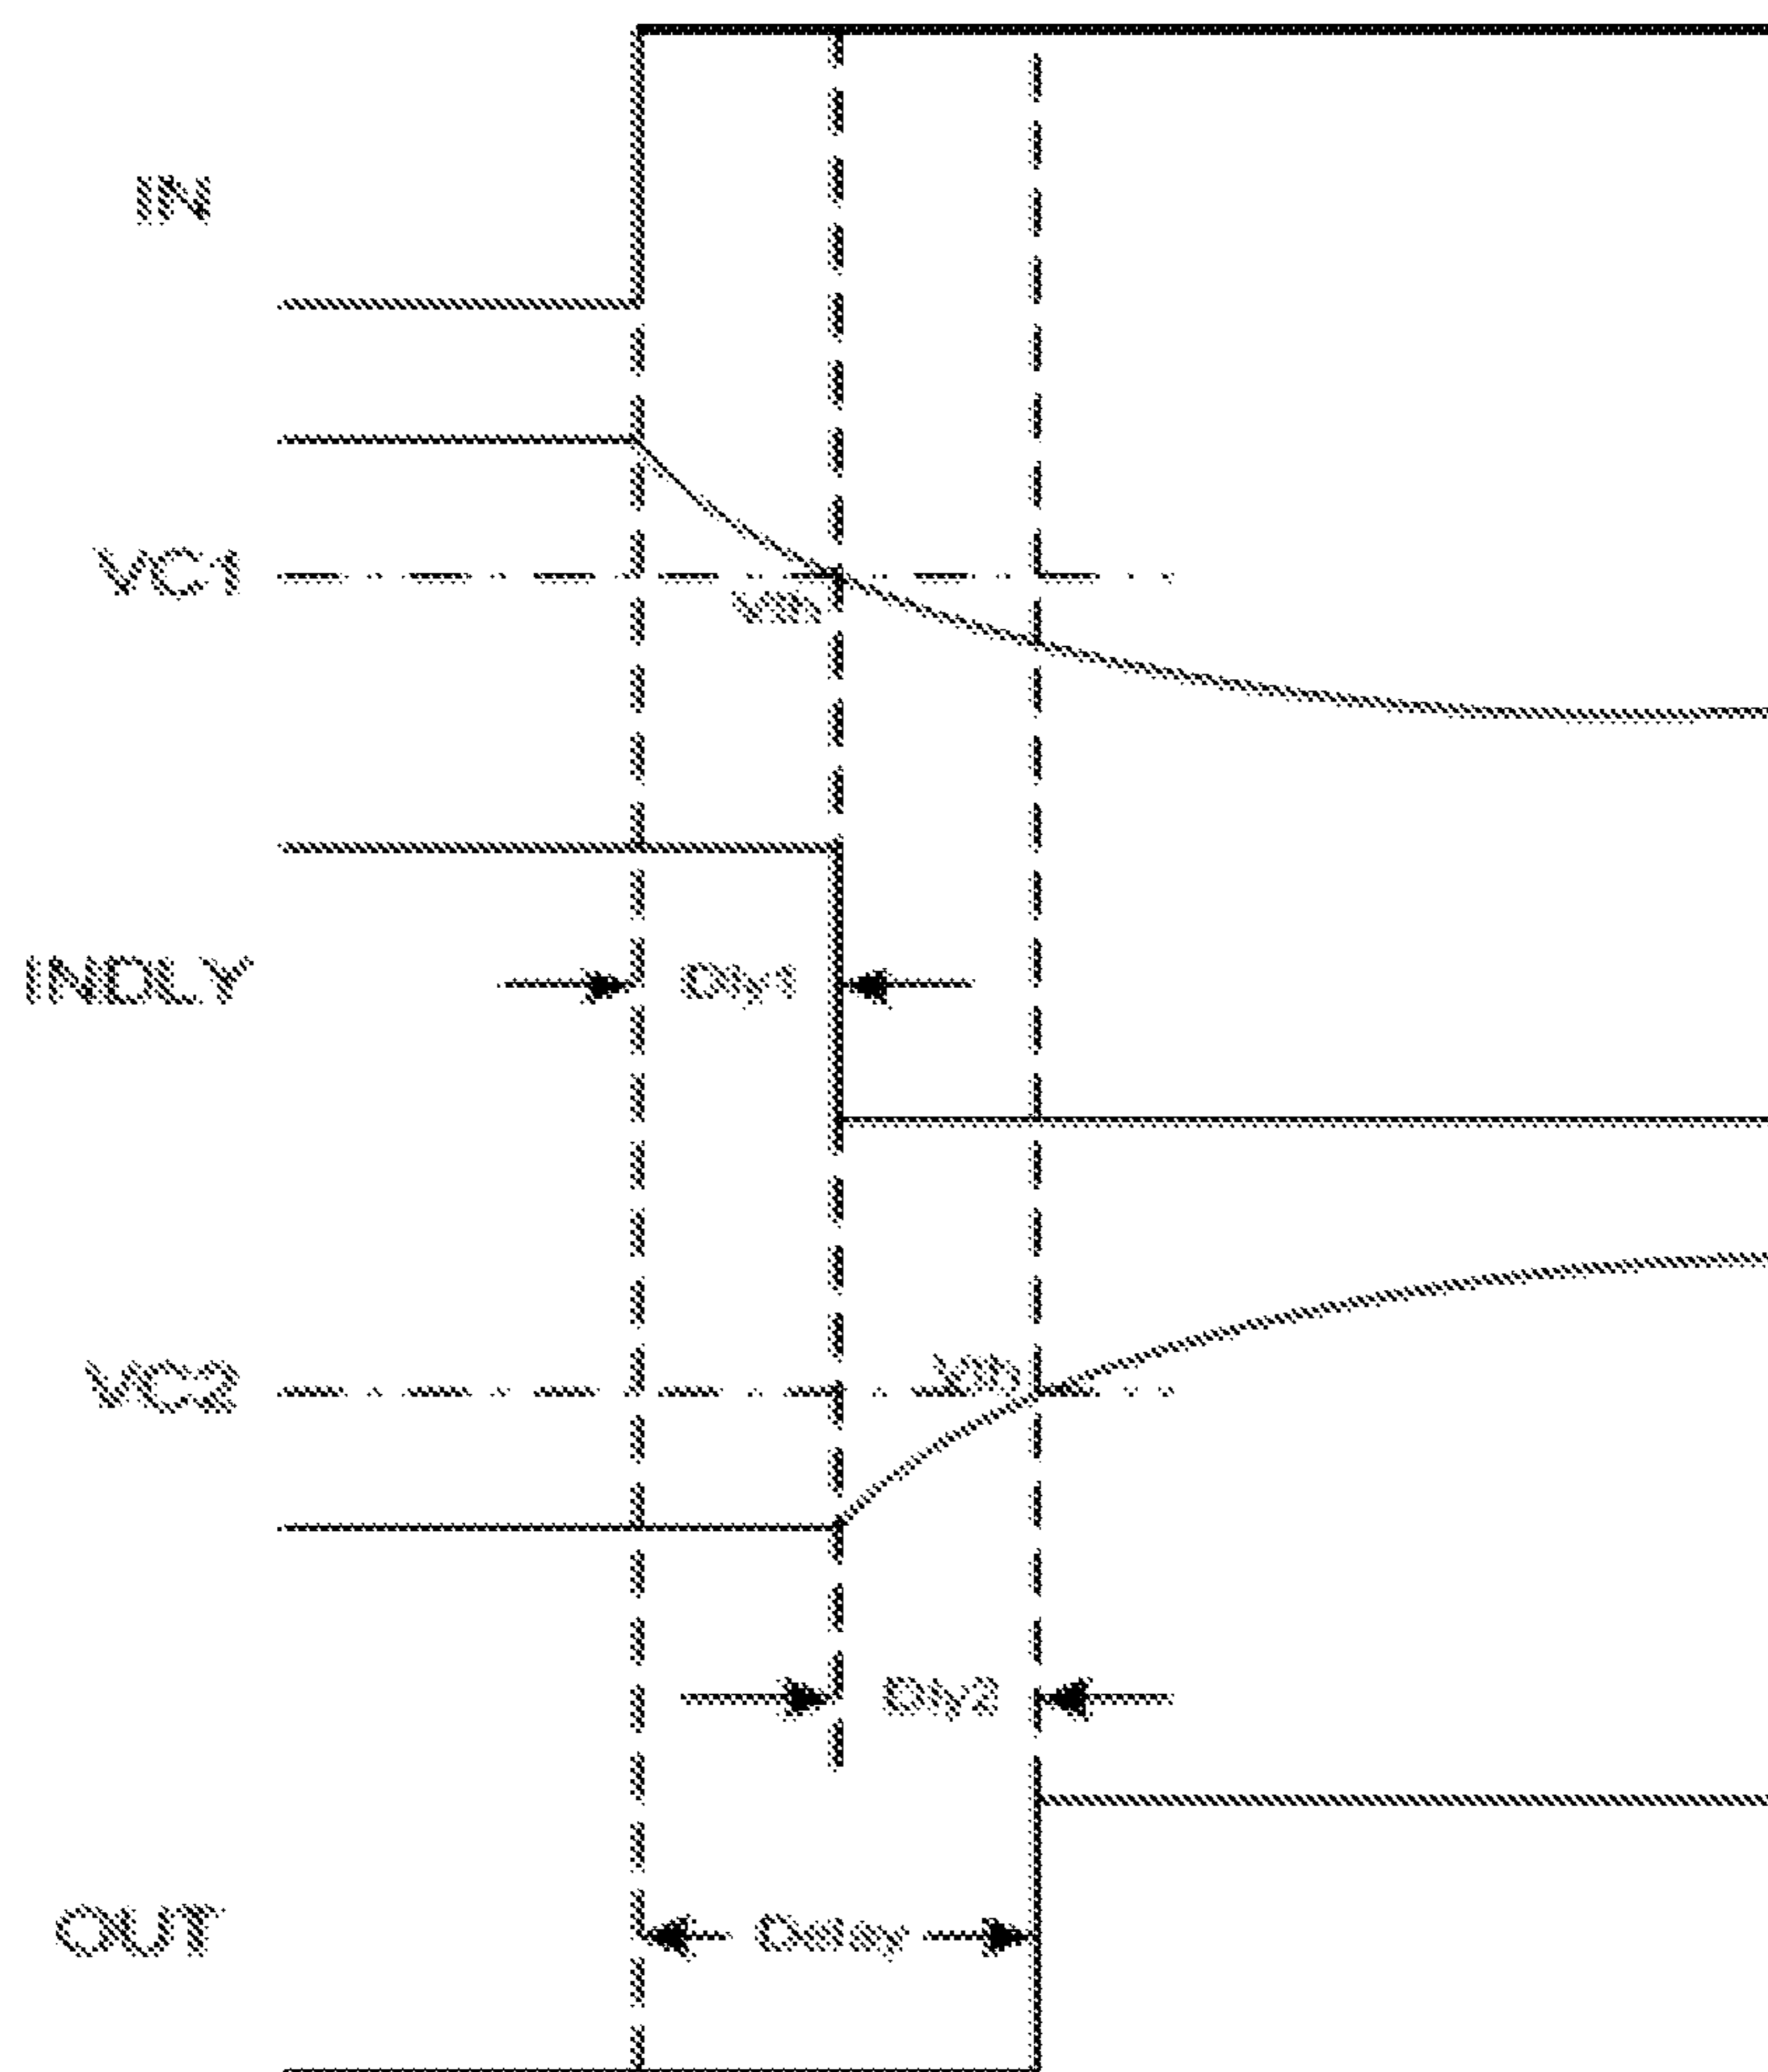 IN
VC1
Vth
INDLY
Dly1
VC2
Vth
Dly2
OUT
Delay